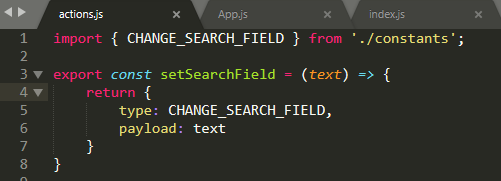 actions.js
App.js
index.js
1 import { CHANGE_SEARCH_FIELD } from './constants';
2
3 export const setSearchField = (text) => {
4     return {
5         type: CHANGE_SEARCH_FIELD,
6         payload: text
7     }
8 }